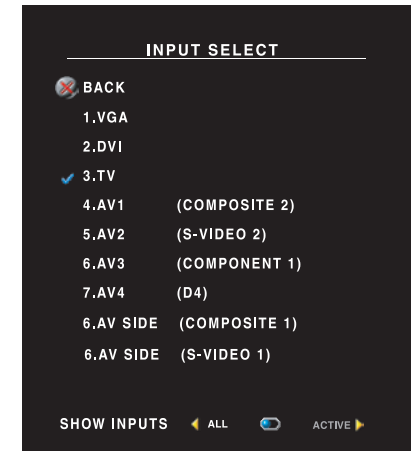 INPUT SELECT
BACK
1.VGA
2.DVI
3.TV
4.AV1 (COMPOSITE 2)
5.AV2 (S-VIDEO 2)
6.AV3 (COMPONENT 1)
7.AV4 (D4)
6.AV SIDE (COMPOSITE 1)
6.AV SIDE (S-VIDEO 1)
SHOW INPUTS ALL ACTIVE